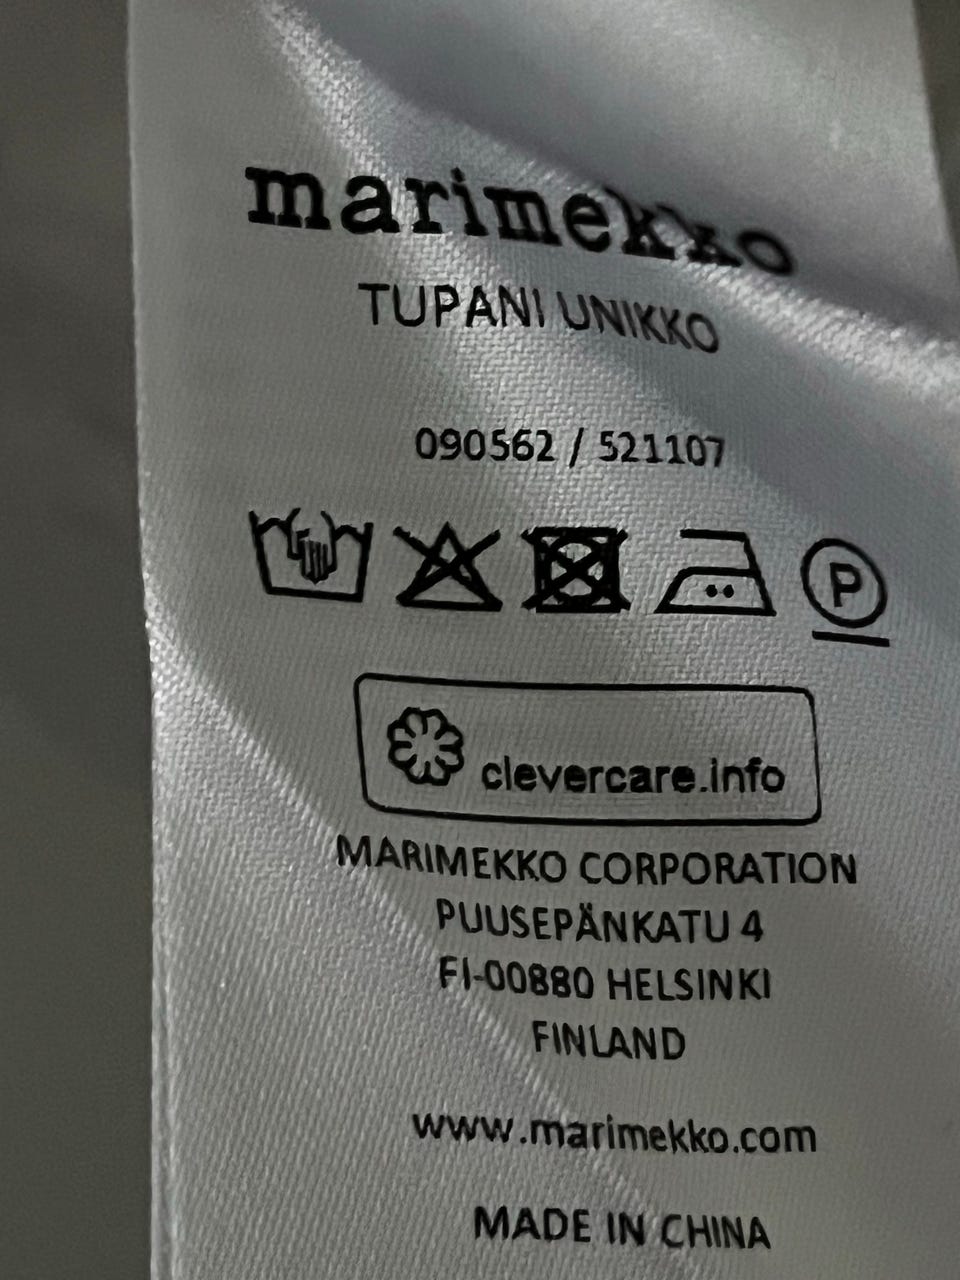 marimekko
TUPANI UNIKKO
090562 / 521107
P
clevercare.info
MARIMEKKO CORPORATION
PUUSEPÄNKATU 4
FI-00880 HELSINKI
FINLAND
www.marimekko.com
MADE IN CHINA